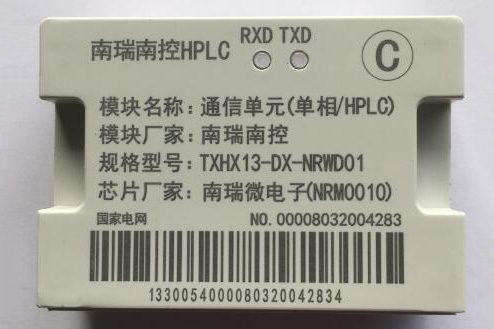 RXD TXD
南瑞南控HPLC
C
模块名称：通信单元(单相/HPLC)
模块厂家：南瑞南控
规格型号：TXHX13-DX-NRWD01
芯片厂家：南瑞微电子(NRM0010)
国家电网 NO. 00008032004283
1330054000080320042834